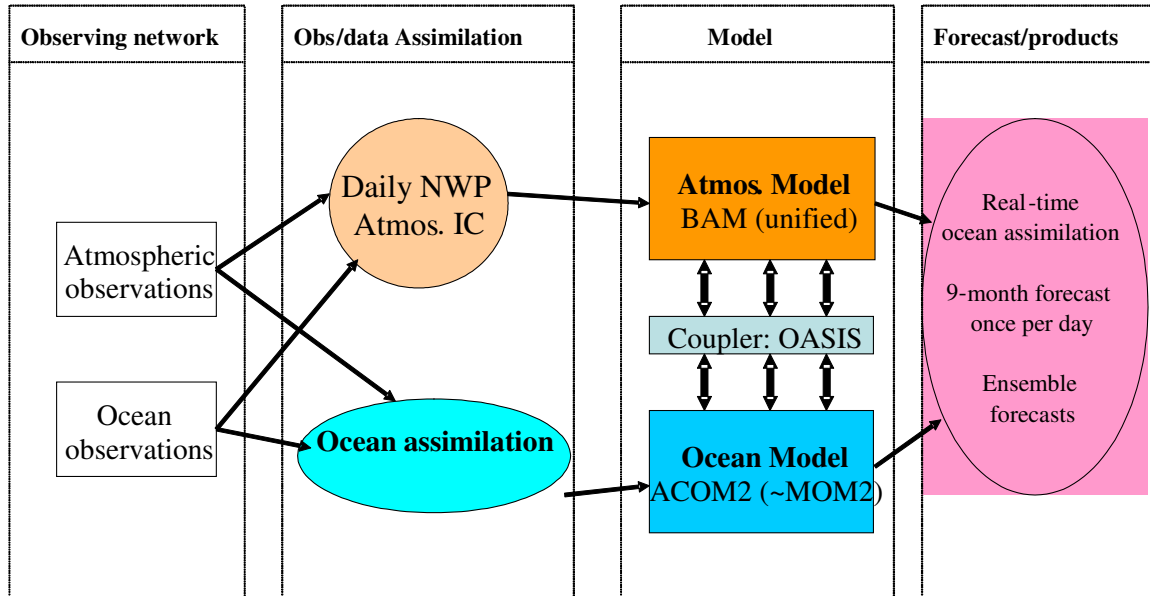 Observing network
Obs/data Assimilation
Model
Forecast/products
Atmospheric
observations
Ocean
observations
Daily NWP
Atmos. IC
Ocean assimilation
Atmos. Model
BAM (unified)
Coupler: OASIS
Ocean Model
ACOM2 (~MOM2)
Real-time
ocean assimilation
9-month forecast
once per day
Ensemble
forecasts